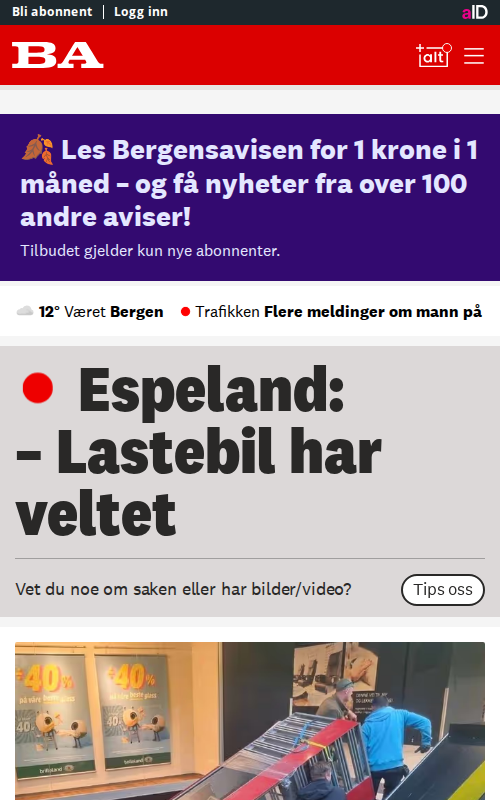 Bli abonnent | Logg inn
aID
BA
+alt
🍂 Les Bergensavisen for 1 krone i 1
måned – og få nyheter fra over 100
andre aviser!
Tilbudet gjelder kun nye abonnenter.
12° Været Bergen
Trafikken Flere meldinger om mann på
Espeland:
– Lastebil har
veltet
Vet du noe om saken eller har bilder/video?
Tips oss
40%
40%
brilleland
brilleland